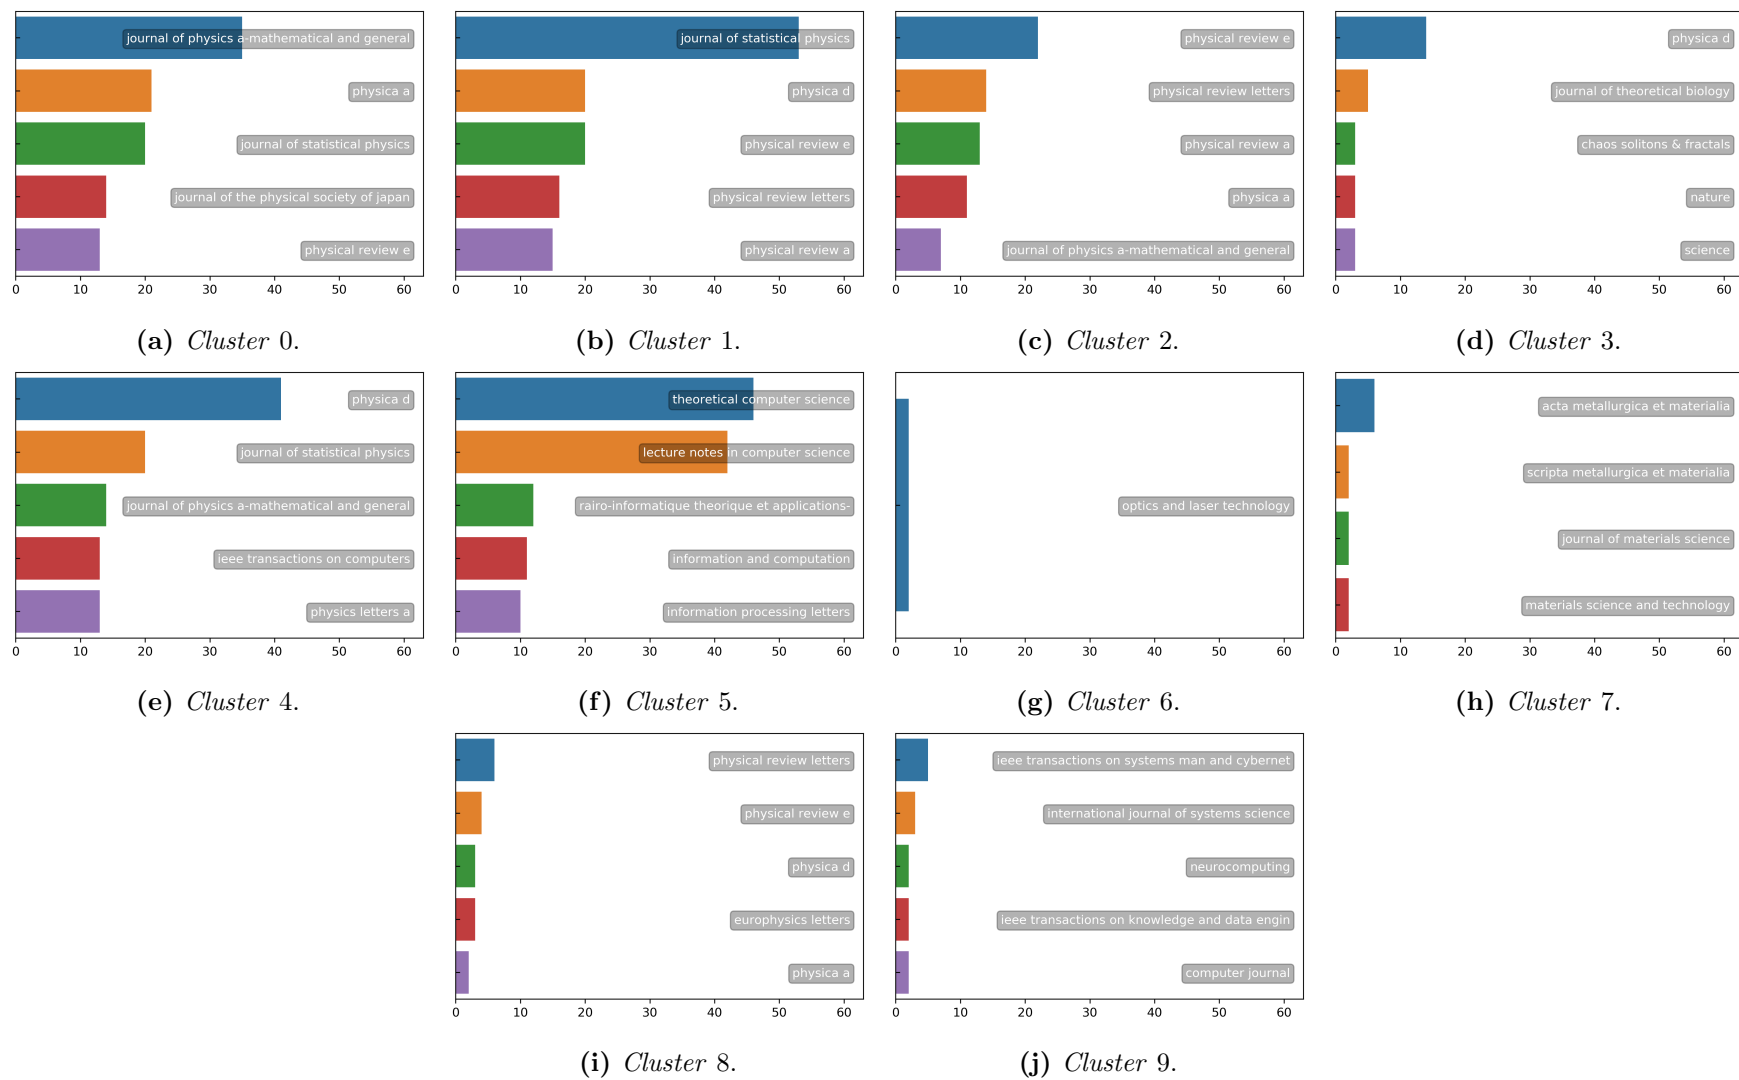 journal of physics a-mathematical and general
physica a
journal of statistical physics
journal of the physical society of japan
physical review e
0 10 20 30 40 50 60
(a) Cluster 0.
journal of statistical physics
physica d
physical review e
physical review letters
physical review a
0 10 20 30 40 50 60
(b) Cluster 1.
physical review e
physical review letters
physical review a
physica a
journal of physics a-mathematical and general
0 10 20 30 40 50 60
(c) Cluster 2.
physica d
journal of theoretical biology
chaos solitons & fractals
nature
science
0 10 20 30 40 50 60
(d) Cluster 3.
physica d
journal of statistical physics
journal of physics a-mathematical and general
ieee transactions on computers
physics letters a
0 10 20 30 40 50 60
(e) Cluster 4.
theoretical computer science
lecture notes in computer science
rairo-informatique theorique et applications-
information and computation
information processing letters
0 10 20 30 40 50 60
(f) Cluster 5.
optics and laser technology
0 10 20 30 40 50 60
(g) Cluster 6.
acta metallurgica et materialia
scripta metallurgica et materialia
journal of materials science
materials science and technology
0 10 20 30 40 50 60
(h) Cluster 7.
physical review letters
physical review e
physica d
europhysics letters
physica a
0 10 20 30 40 50 60
(i) Cluster 8.
ieee transactions on systems man and cybernet
international journal of systems science
neurocomputing
ieee transactions on knowledge and data engin
computer journal
0 10 20 30 40 50 60
(j) Cluster 9.